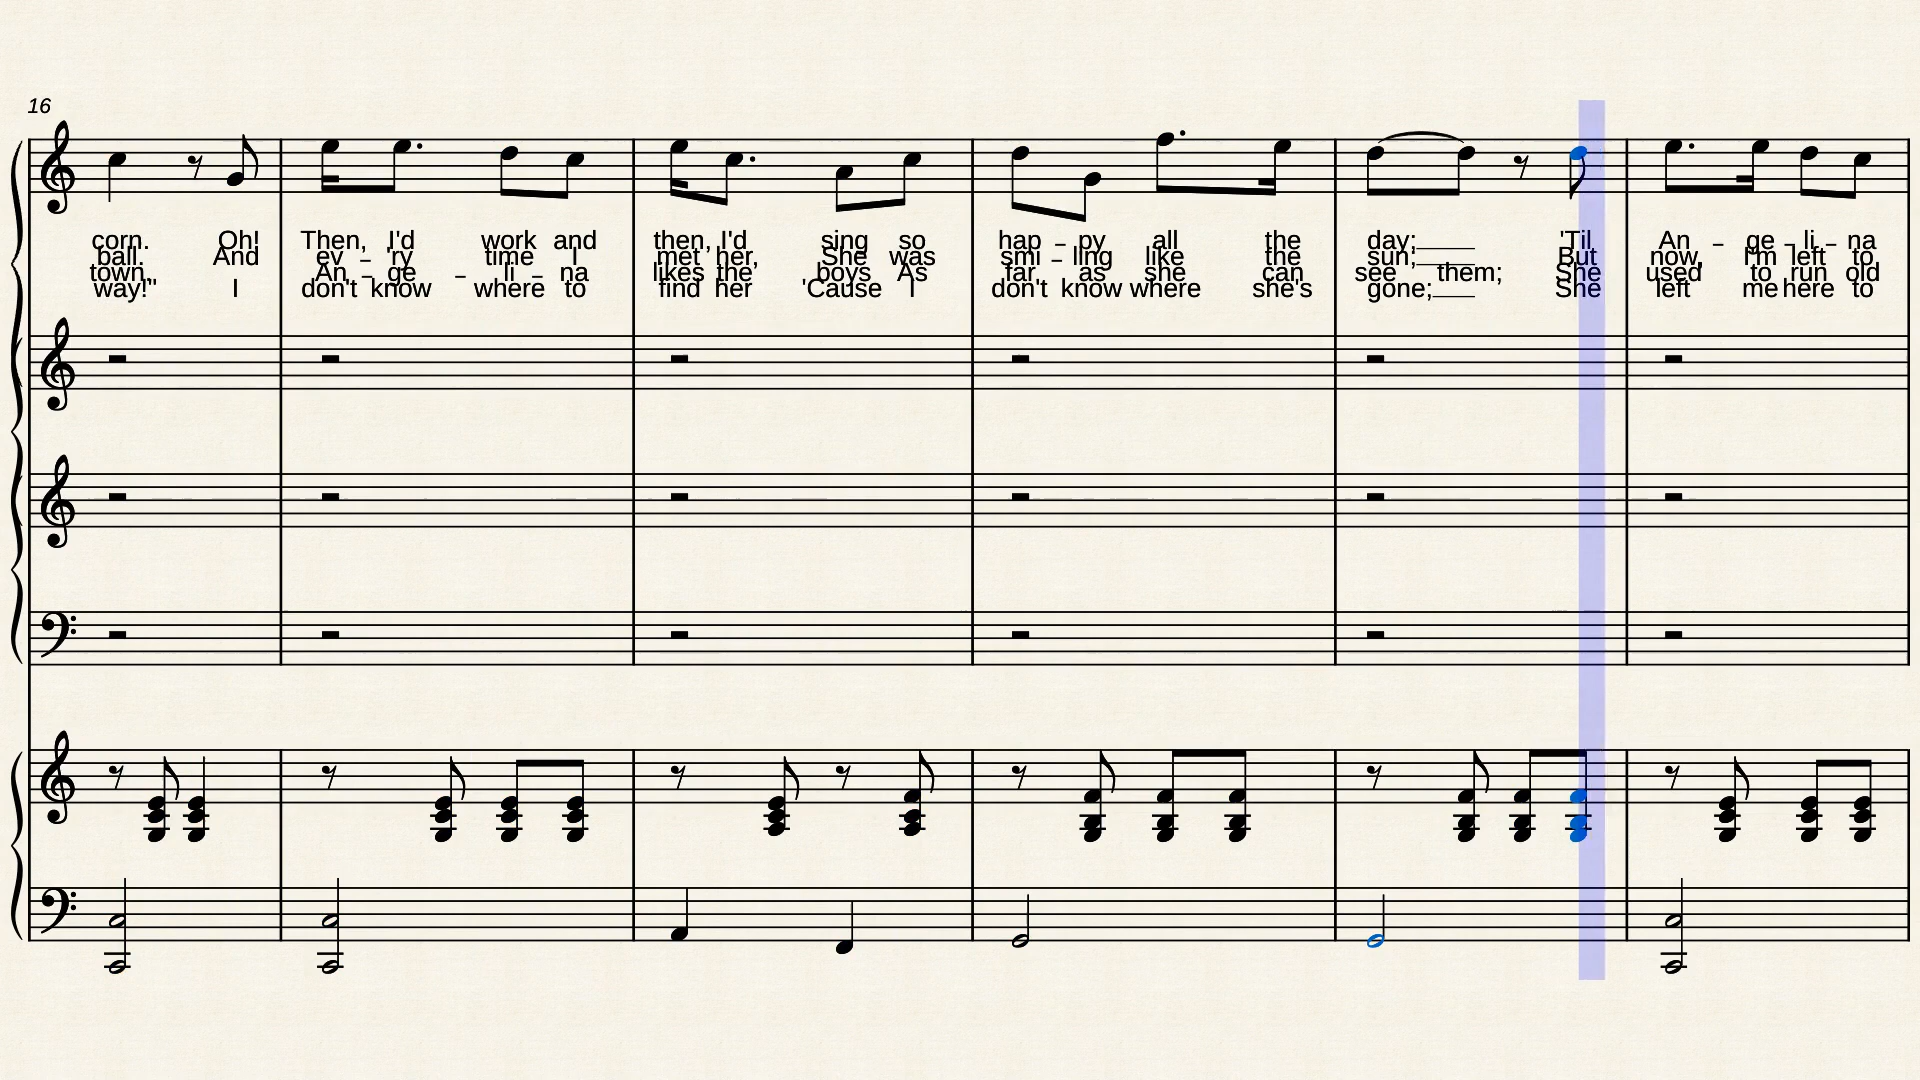 16
corn. Oh! Then, I'd work and then, I'd sing so hap – py all the day;____ 'Til An – ge – li – na
ball. And ev – 'ry time I met her, She was smi – ling like the sun;____ But now, I'm left to
town, An – ge – li – na likes the boys As far as she can see them; She used to run old
way!" I don't know where to find her 'Cause I don't know where she's gone;___ She left me here to